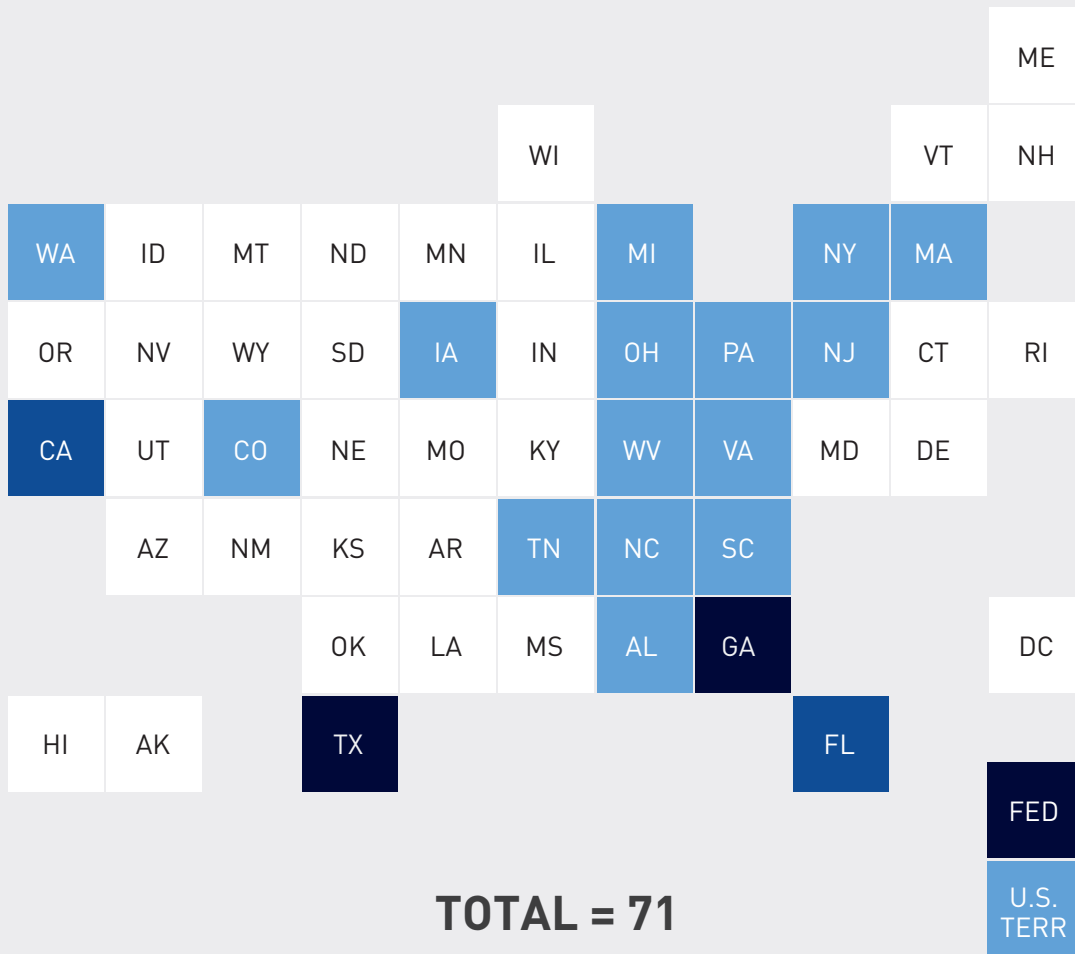 ME
WI VT NH
WA ID MT ND MN IL MI NY MA
OR NV WY SD IA IN OH PA NJ CT RI
CA UT CO NE MO KY WV VA MD DE
AZ NM KS AR TN NC SC
OK LA MS AL GA DC
HI AK TX FL
FED
TOTAL = 71
U.S.
TERR